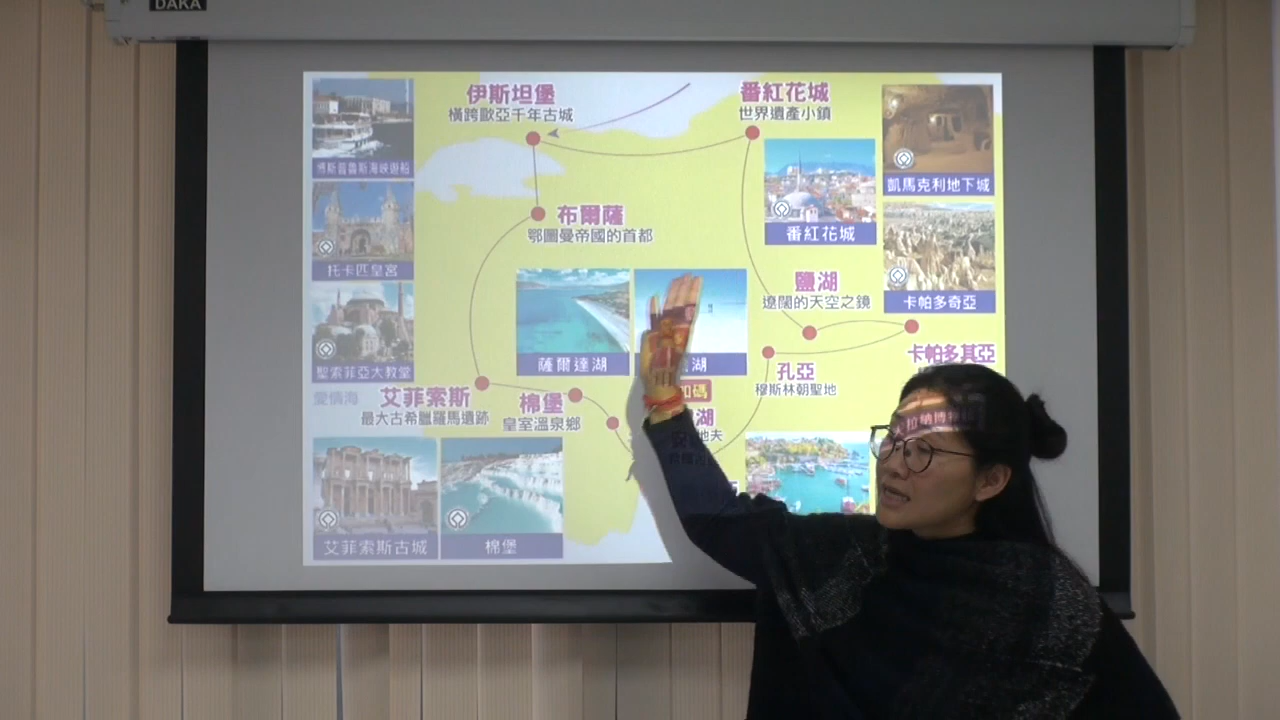 DAKA
伊斯坦堡
橫跨歐亞千年古城
番紅花城
世界遺產小鎮
博斯普魯斯海峽遊船
凱馬克利地下城
布爾薩
鄂圖曼帝國的首都
番紅花城
托卡匹皇宮
鹽湖
遼闊的天空之鏡
卡帕多奇亞
薩爾達湖
湖
聖索菲亞大教堂
卡帕多其亞
孔亞
穆斯林朝聖地
愛情海
艾菲索斯
最大古希臘羅馬遺跡
棉堡
皇室溫泉鄉
加碼
湖
地夫
艾菲索斯古城
棉堡